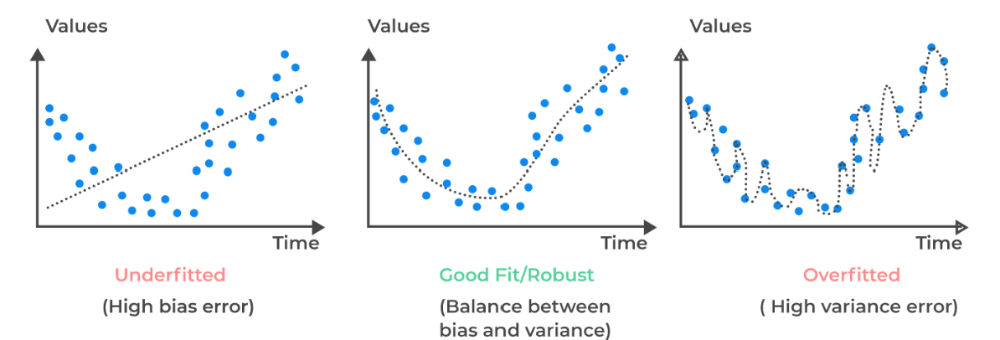 Values
Values
Values
Time
Time
Time
Underfitted
Good Fit/Robust
Overfitted
(High bias error)
(Balance between
bias and variance)
( High variance error)